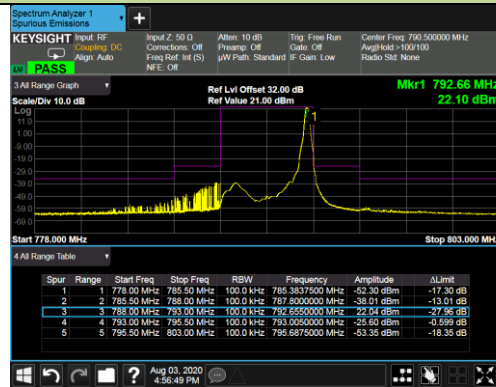 Spectrum Analyzer 1
Spurious Emissions
+
KEYSIGHT Input: RF Input Z: 50 Ω Atten: 10 dB Trig: Free Run Center Freq: 790.500000 MHz
Coupling: DC Corrections: Off Preamp: Off Gate: Off Avg|Hold:>100/100
Align: Auto Freq Ref: Int (S) µW Path: Standard IF Gain: Low Radio Std: None
NFE: Off
PASS
3 All Range Graph Ref Lvl Offset 32.00 dB Mkr1 792.66 MHz
Scale/Div 10.0 dB Ref Value 21.00 dBm 22.10 dBm
Log
11.0
1.00
-9.00
-19.0
-29.0
-39.0
-49.0
-59.0
-69.0
1
Start 778.000 MHz Stop 803.000 MHz
4 All Range Table
Spur Range Start Freq Stop Freq RBW Frequency Amplitude ΔLimit
1 1 778.00 MHz 785.50 MHz 100.0 kHz 785.3837500 MHz -52.30 dBm -17.30 dB
2 2 785.50 MHz 788.00 MHz 100.0 kHz 787.8000000 MHz -38.01 dBm -13.01 dB
3 3 788.00 MHz 793.00 MHz 100.0 kHz 792.6550000 MHz 22.04 dBm -27.96 dB
4 4 793.00 MHz 795.50 MHz 100.0 kHz 793.0050000 MHz -25.60 dBm -0.599 dB
5 5 795.50 MHz 803.00 MHz 100.0 kHz 795.6875000 MHz -53.35 dBm -18.35 dB
? Aug 03, 2020
4:56:49 PM